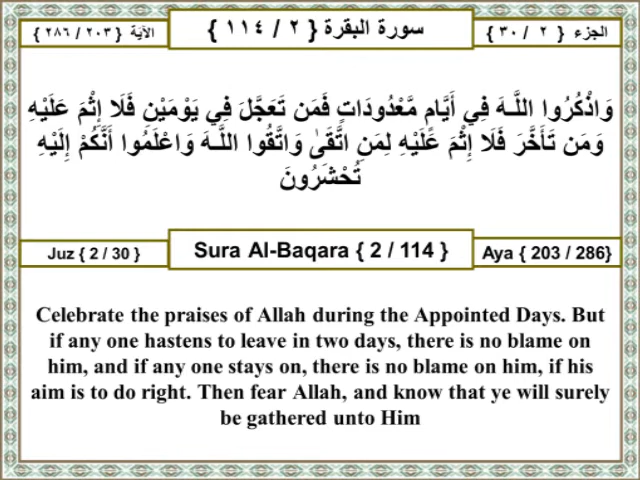 الجزء { ٢ / ٣٠ } سورة البقرة { ٢ / ١١٤ } الآية { ٢٠٣ / ٢٨٦ }
وَاذْكُرُوا اللَّـهَ فِي أَيَّامٍ مَّعْدُودَاتٍ فَمَن تَعَجَّلَ فِي يَوْمَيْنِ فَلَا إِثْمَ عَلَيْهِ
وَمَن تَأَخَّرَ فَلَا إِثْمَ عَلَيْهِ لِمَنِ اتَّقَىٰ وَاتَّقُوا اللَّـهَ وَاعْلَمُوا أَنَّكُمْ إِلَيْهِ
تُحْشَرُونَ
Juz { 2 / 30 } Sura Al-Baqara { 2 / 114 } Aya { 203 / 286}
Celebrate the praises of Allah during the Appointed Days. But
if any one hastens to leave in two days, there is no blame on
him, and if any one stays on, there is no blame on him, if his
aim is to do right. Then fear Allah, and know that ye will surely
be gathered unto Him